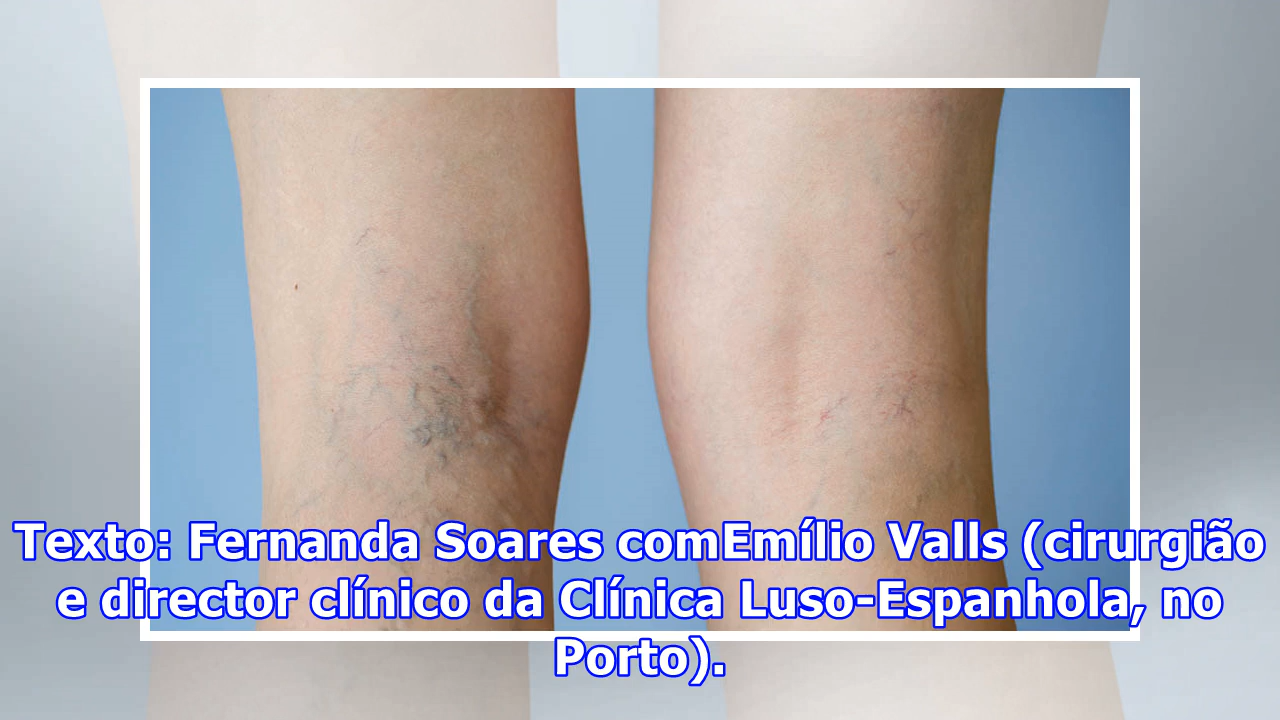 Texto: Fernanda Soares comEmílio Valls (cirurgião
e director clínico da Clínica Luso-Espanhola, no
Porto).